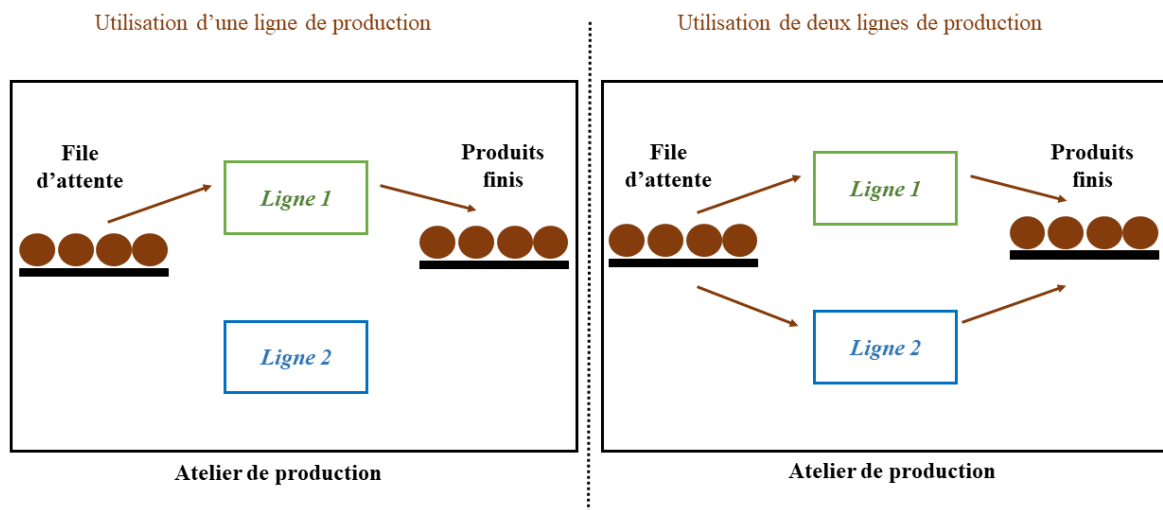 Utilisation d’une ligne de production
File
d’attente
Ligne 1
Produits
finis
Ligne 2
Atelier de production
Utilisation de deux lignes de production
File
d’attente
Ligne 1
Produits
finis
Ligne 2
Atelier de production